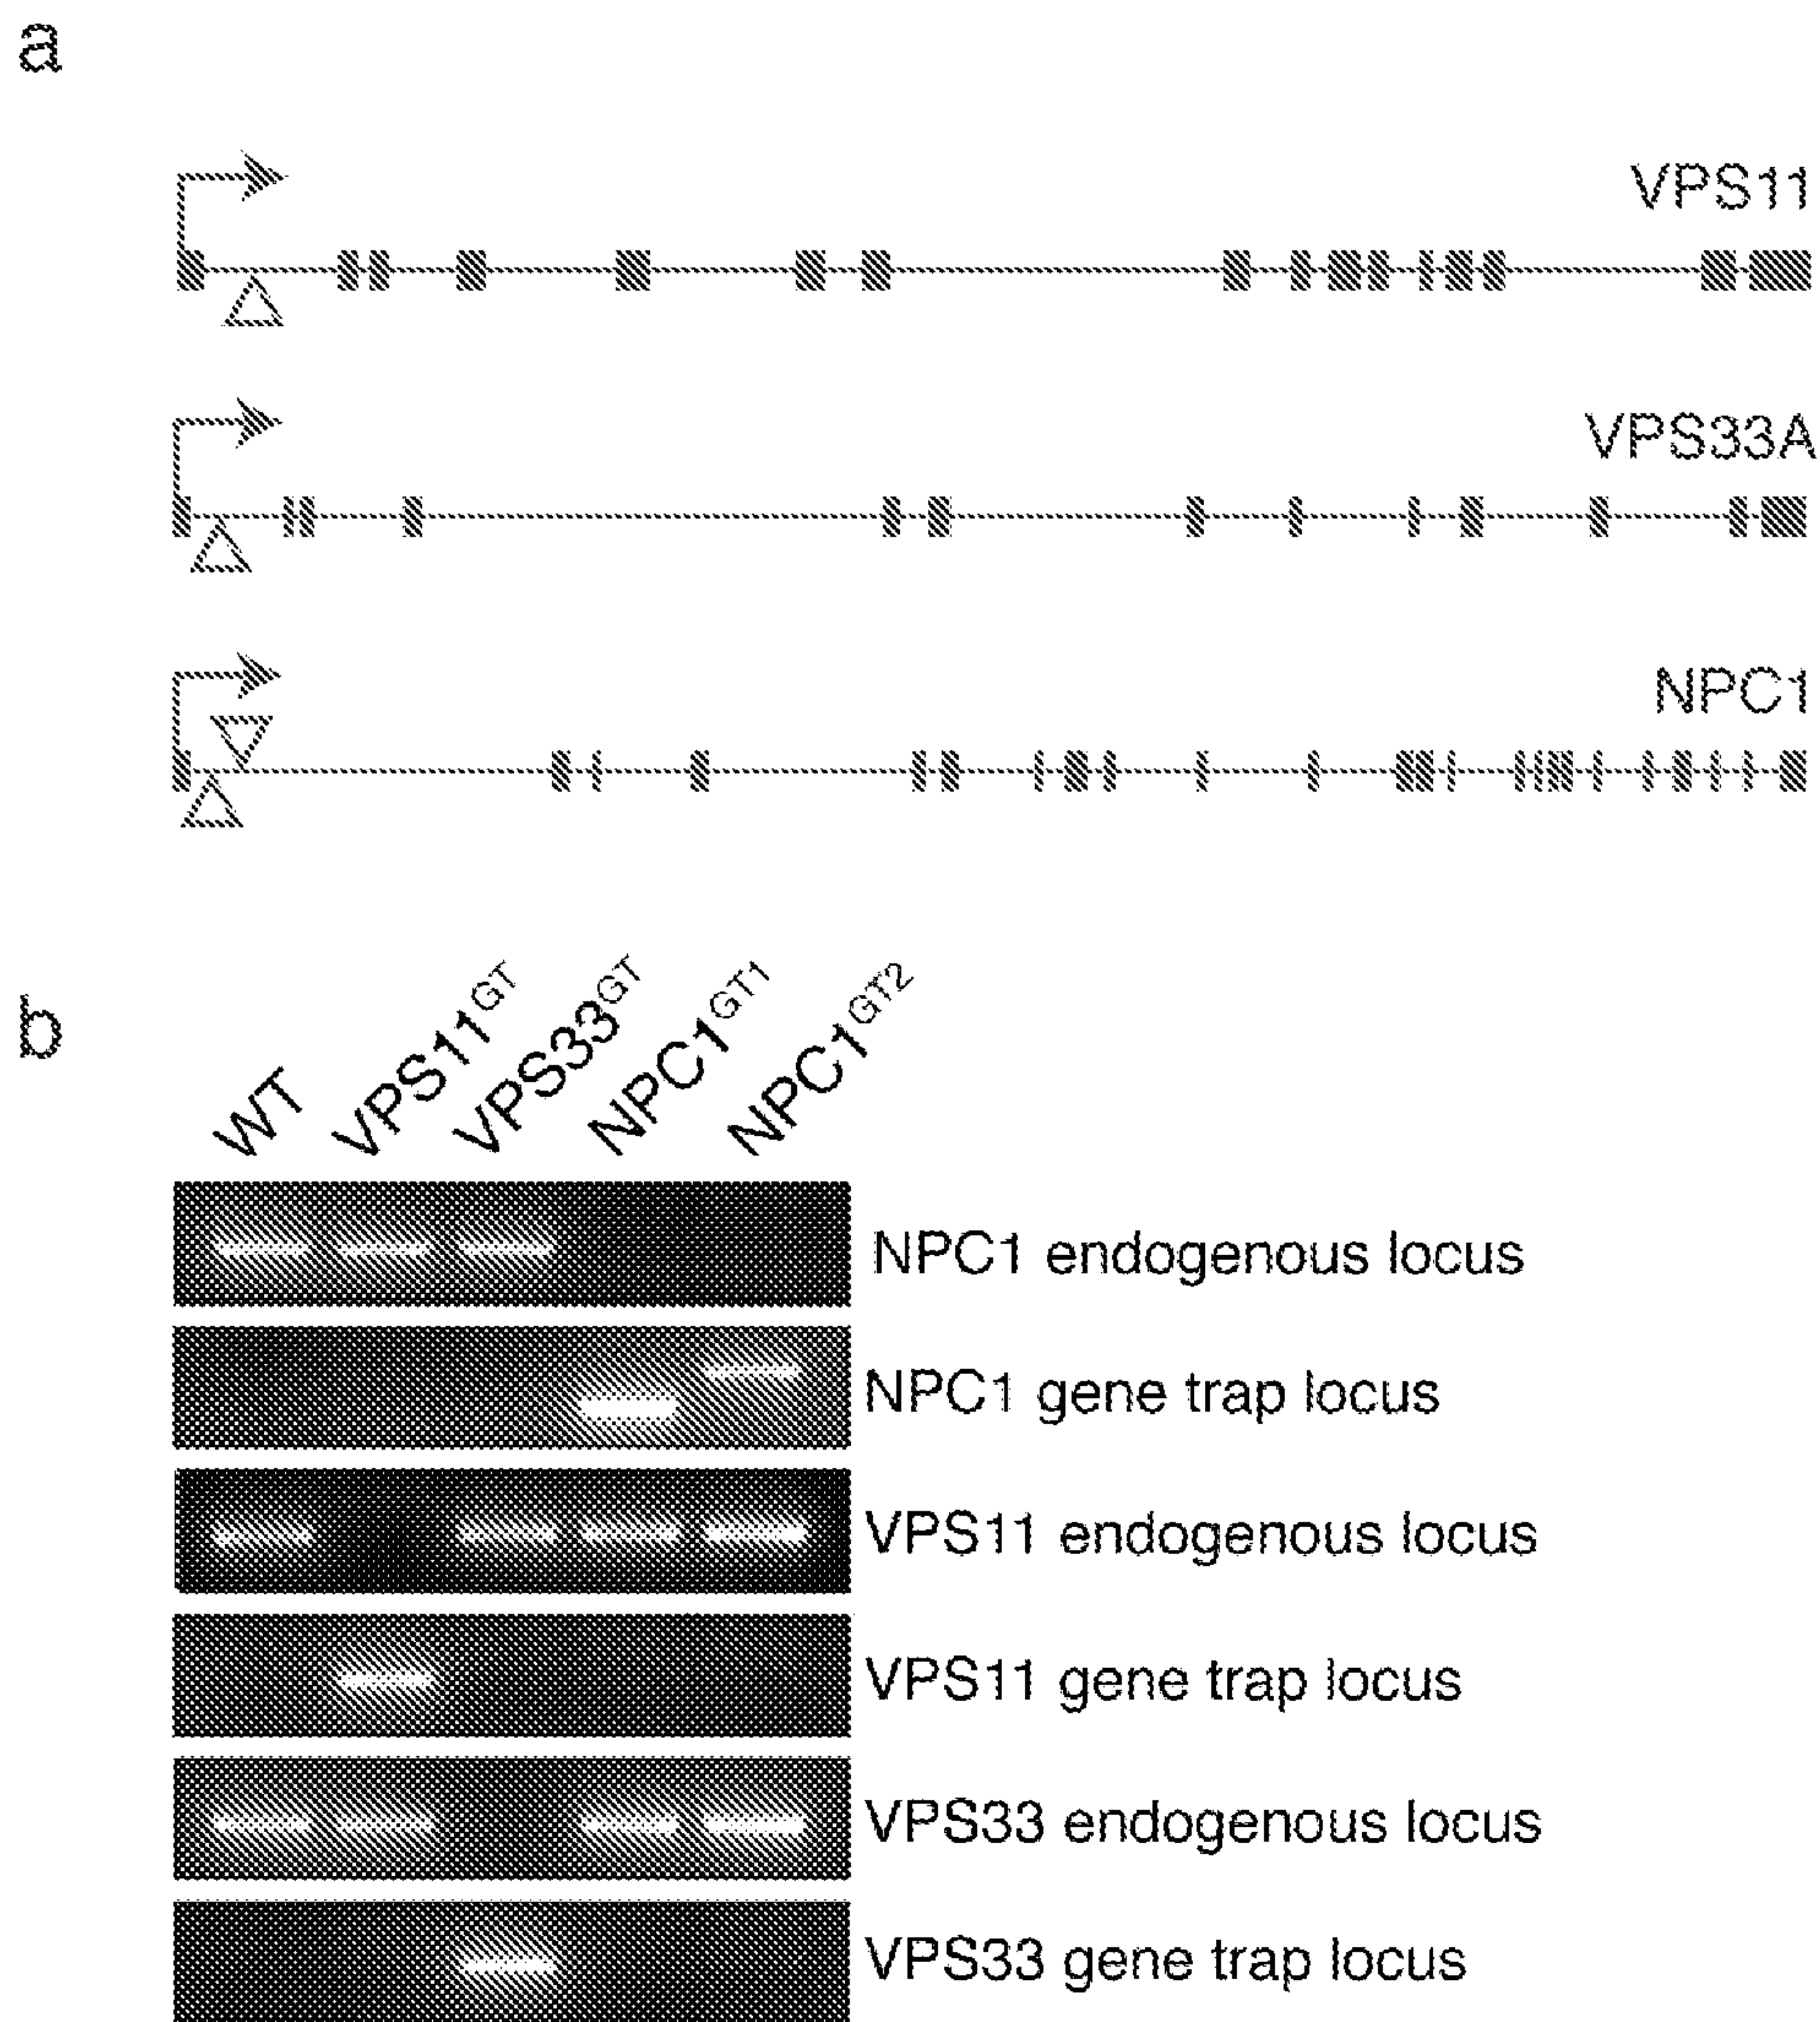 a
VPS11
VPS33A
NPC1
b
WT
VPS11GT
VPS33GT
NPC1GT1
NPC1GT2
NPC1 endogenous locus
NPC1 gene trap locus
VPS11 endogenous locus
VPS11 gene trap locus
VPS33 endogenous locus
VPS33 gene trap locus